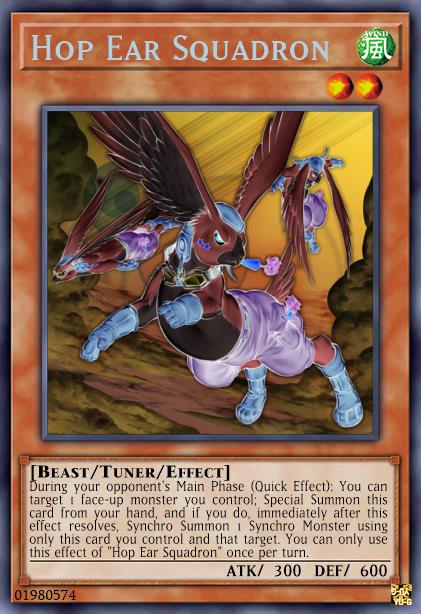 Hop Ear Squadron
WIND
風
[Beast/Tuner/Effect]
During your opponent's Main Phase (Quick Effect): You can
target 1 face-up monster you control; Special Summon this
card from your hand, and if you do, immediately after this
effect resolves, Synchro Summon 1 Synchro Monster using
only this card you control and that target. You can only use
this effect of "Hop Ear Squadron" once per turn.
ATK/ 300 DEF/ 600
01980574